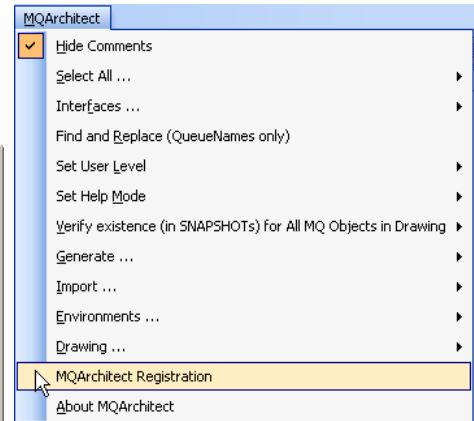 MQArchitect
Hide Comments
Select All ...
Interfaces ...
Find and Replace (QueueNames only)
Set User Level
Set Help Mode
Verify existence (in SNAPSHOTs) for All MQ Objects in Drawing
Generate ...
Import ...
Environments ...
Drawing ...
MQArchitect Registration
About MQArchitect